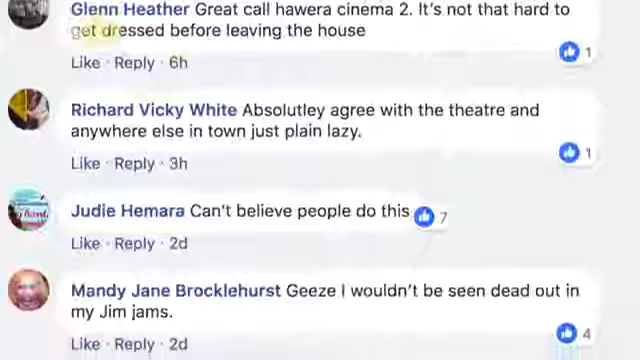 Glenn Heather Great call hawera cinema 2. It's not that hard to
get dressed before leaving the house
1
Like · Reply · 6h
Richard Vicky White Absolutley agree with the theatre and
anywhere else in town just plain lazy.
1
Like · Reply · 3h
Judie Hemara Can't believe people do this 7
Like · Reply · 2d
Mandy Jane Brocklehurst Geeze I wouldn't be seen dead out in
my Jim jams.
4
Like · Reply · 2d